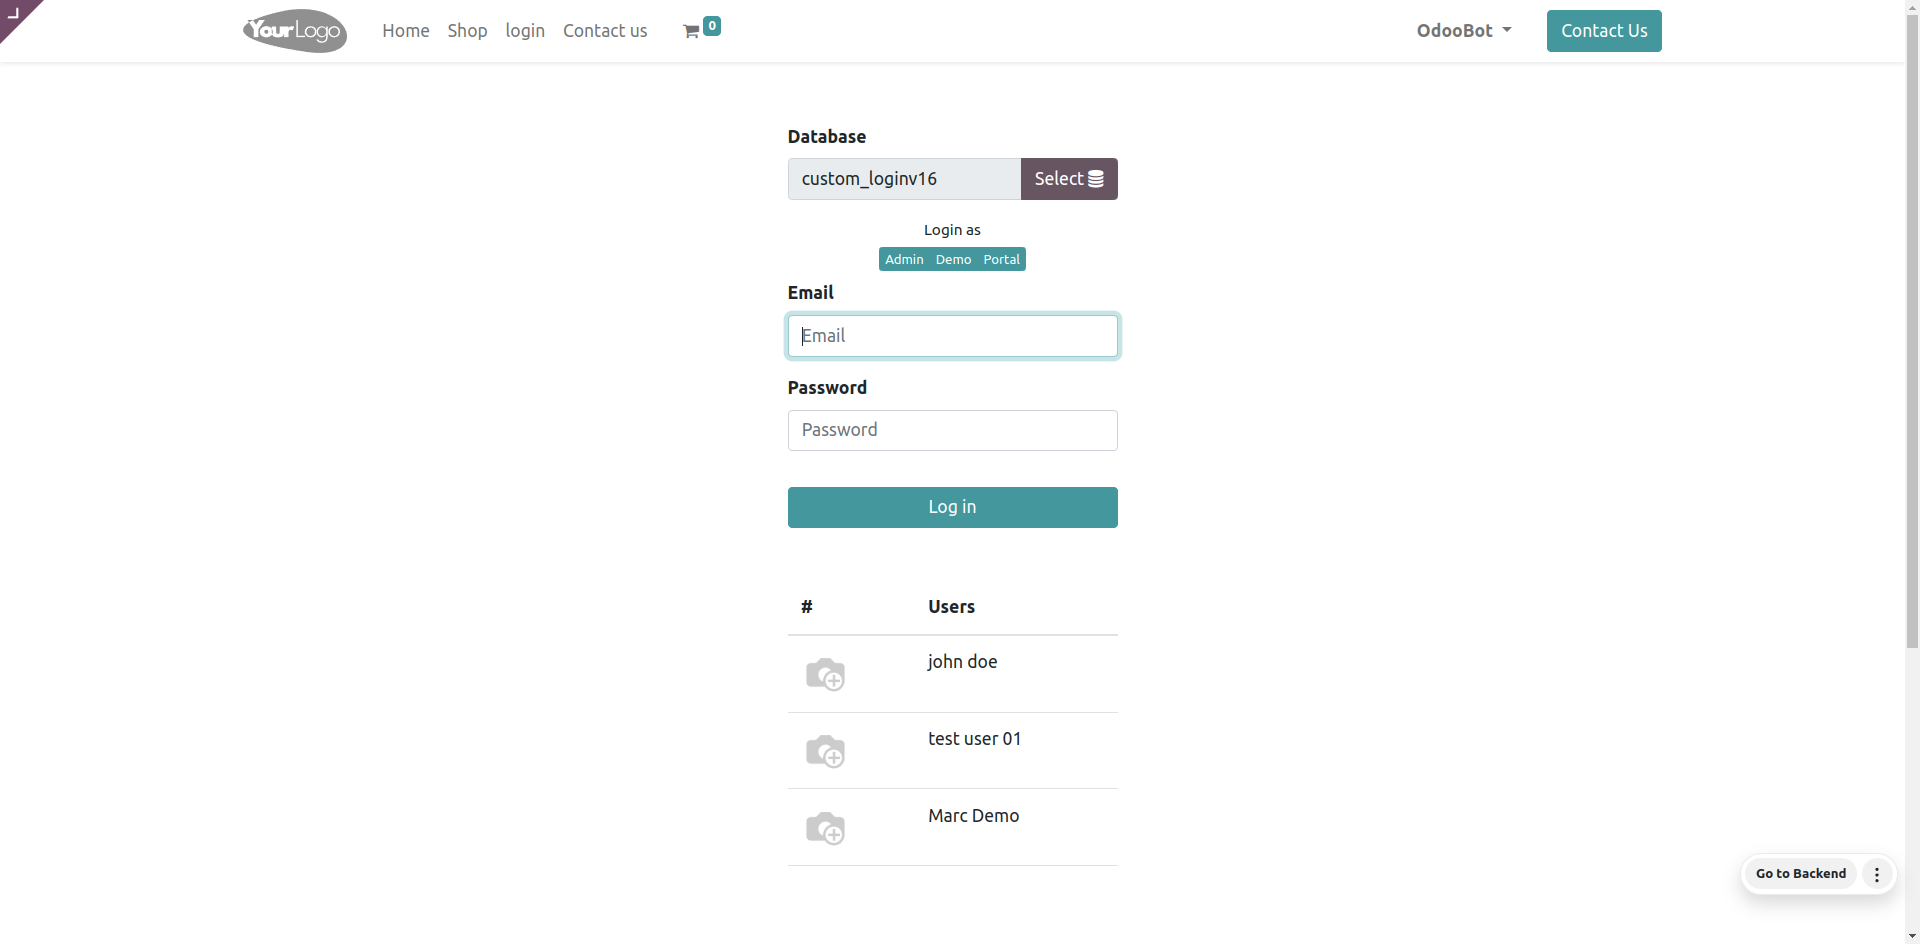 YourLogo Home Shop login Contact us 0 OdooBot Contact Us
Database
custom_loginv16 Select
Login as
Admin Demo Portal
Email
Email
Password
Password
Log in
# Users
john doe
test user 01
Marc Demo
Go to Backend